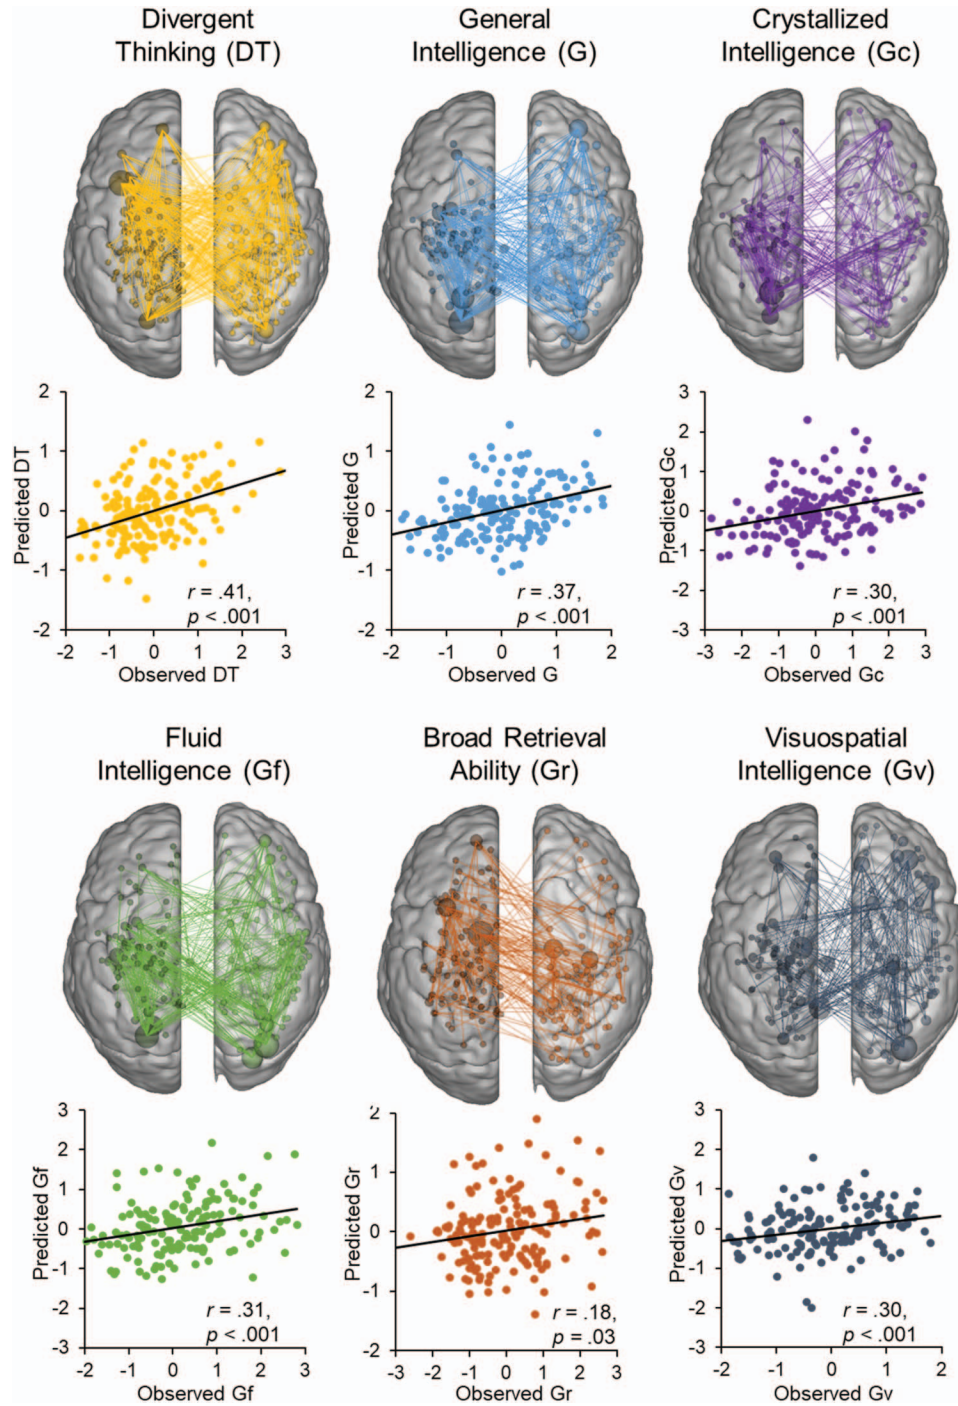 Divergent
Thinking (DT)
General
Intelligence (G)
Crystallized
Intelligence (Gc)
2
1
0
-1
-2
Predicted DT
r = .41,
p < .001
-2 -1 0 1 2 3
Observed DT
2
1
0
-1
-2
Predicted G
r = .37,
p < .001
-2 -1 0 1 2
Observed G
3
2
1
0
-1
-2
-3
Predicted Gc
r = .30,
p < .001
-3 -2 -1 0 1 2 3
Observed Gc
Fluid
Intelligence (Gf)
Broad Retrieval
Ability (Gr)
Visuospatial
Intelligence (Gv)
3
2
1
0
-1
-2
-3
Predicted Gf
r = .31,
p < .001
-2 -1 0 1 2 3
Observed Gf
2
1
0
-1
-2
Predicted Gr
r = .18,
p = .03
-3 -2 -1 0 1 2 3
Observed Gr
3
2
1
0
-1
-2
-3
Predicted Gv
r = .30,
p < .001
-2 -1 0 1 2
Observed Gv